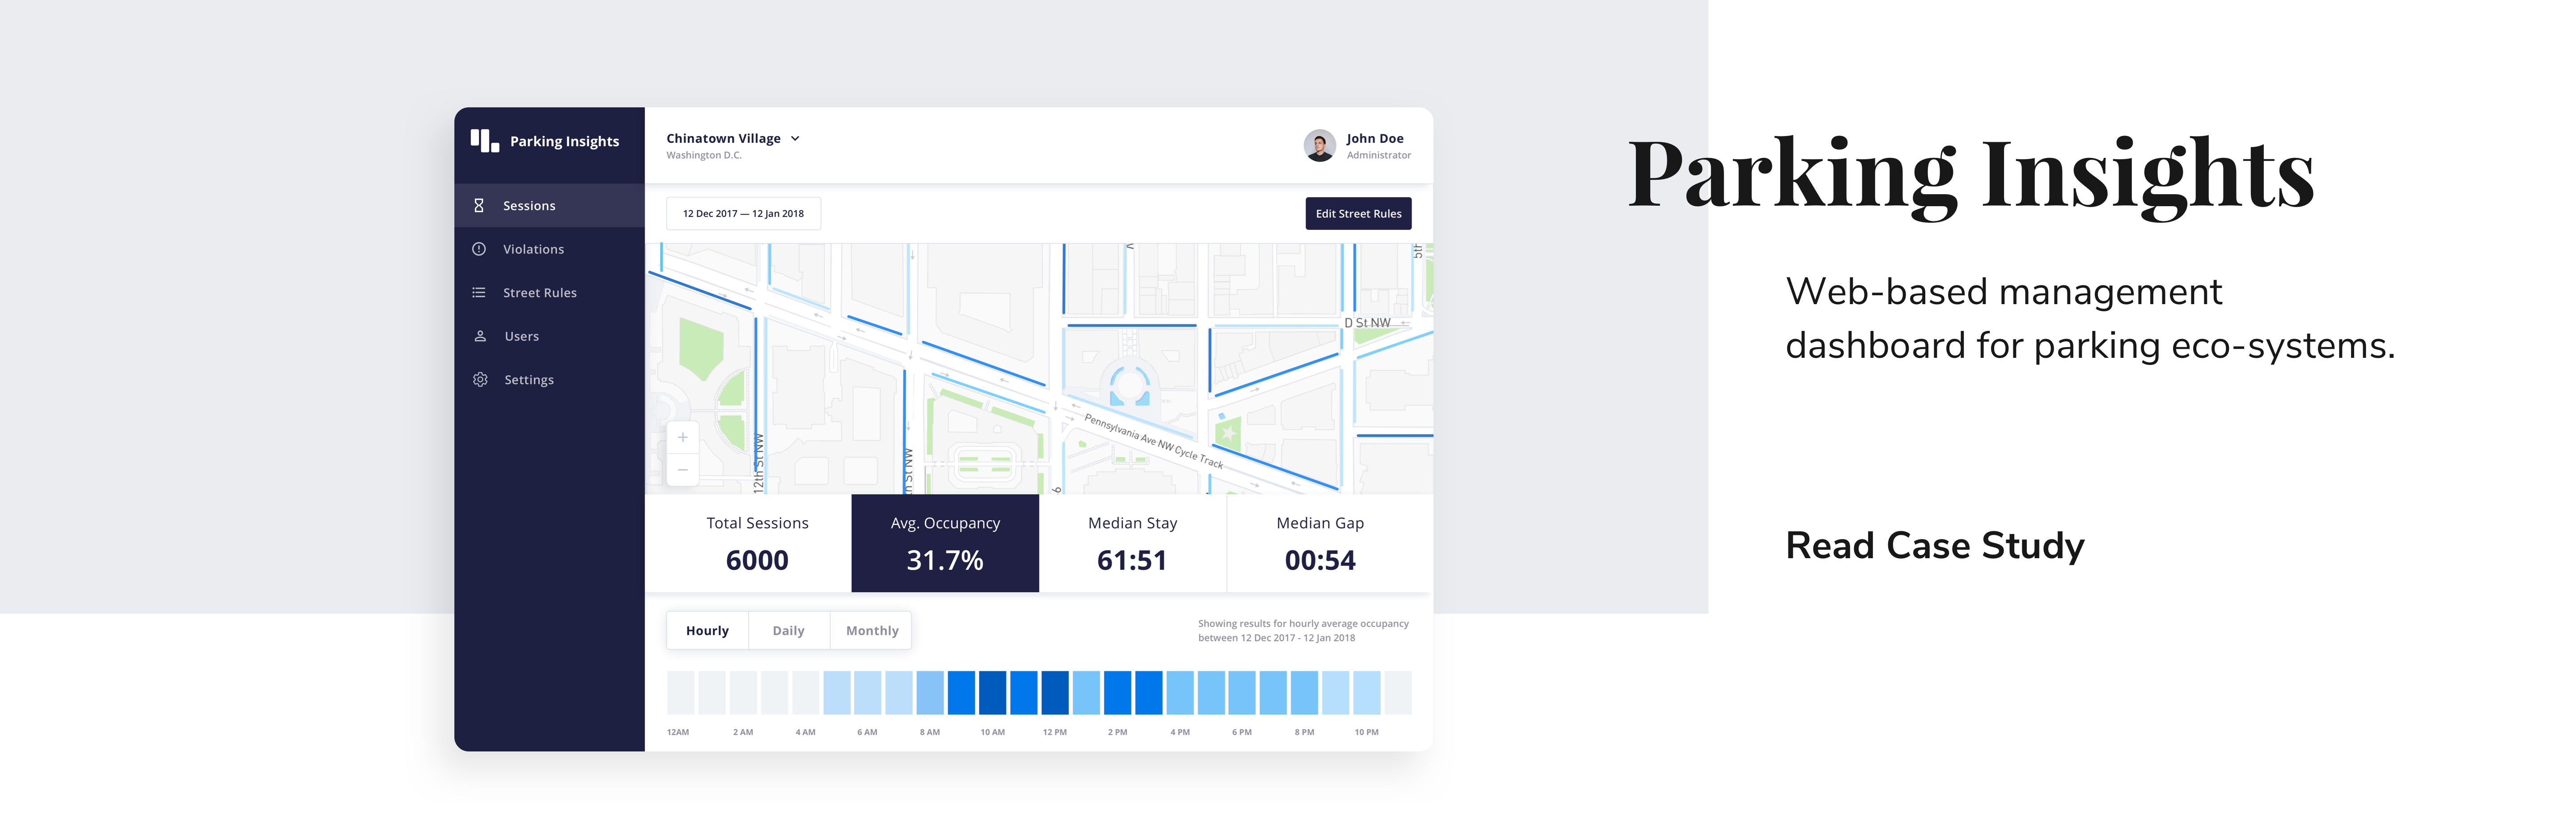 Parking Insights
Sessions
Violations
Street Rules
Users
Settings
Chinatown Village
Washington D.C.
John Doe
Administrator
12 Dec 2017 — 12 Jan 2018
Edit Street Rules
D St NW
Pennsylvania Ave NW Cycle Track
12th St NW
St NW
Total Sessions
6000
Avg. Occupancy
31.7%
Median Stay
61:51
Median Gap
00:54
Hourly
Daily
Monthly
Showing results for hourly average occupancy
between 12 Dec 2017 - 12 Jan 2018
12AM 2 AM 4 AM 6 AM 8 AM 10 AM 12 PM 2 PM 4 PM 6 PM 8 PM 10 PM
Parking Insights
Web-based management
dashboard for parking eco-systems.
Read Case Study